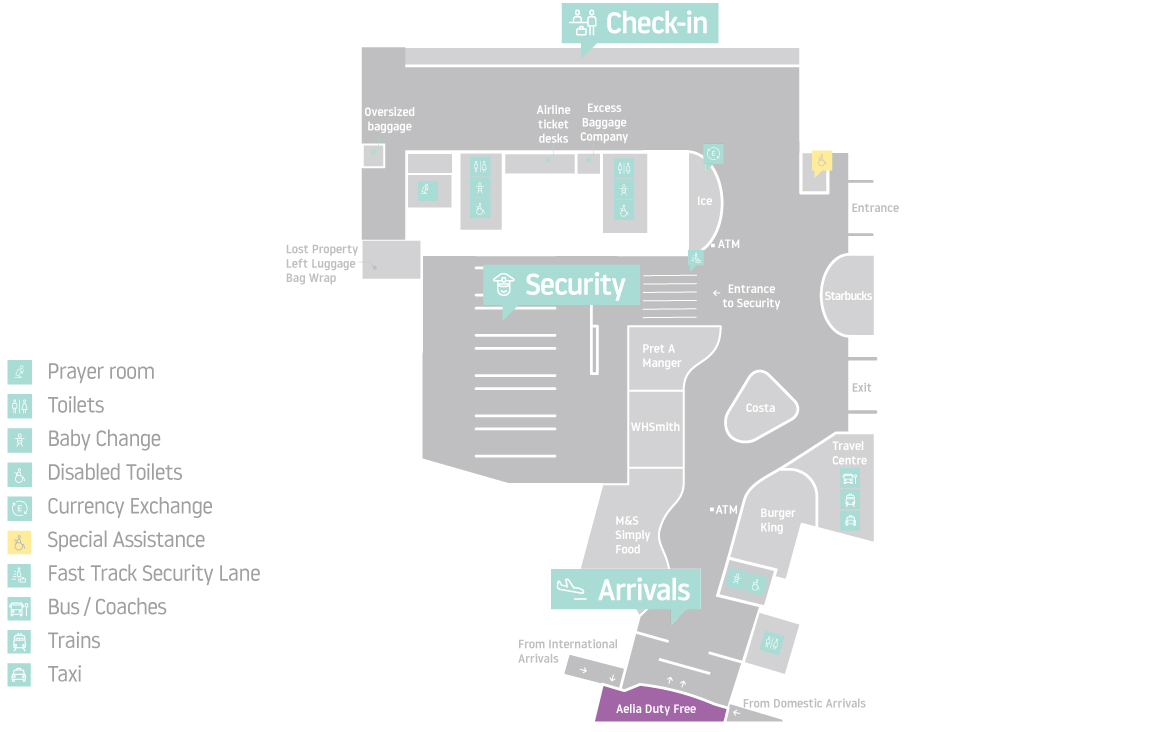 Check-in
Oversized
baggage
Airline
ticket
desks
Excess
Baggage
Company
Ice
ATM
Entrance
Lost Property
Left Luggage
Bag Wrap
Security
Entrance
to Security
Starbucks
Pret A
Manger
Exit
Costa
WHSmith
Travel
Centre
ATM
Burger
King
M&S
Simply
Food
Arrivals
From International
Arrivals
Aelia Duty Free
From Domestic Arrivals
Prayer room
Toilets
Baby Change
Disabled Toilets
£ Currency Exchange
Special Assistance
Fast Track Security Lane
Bus / Coaches
Trains
Taxi